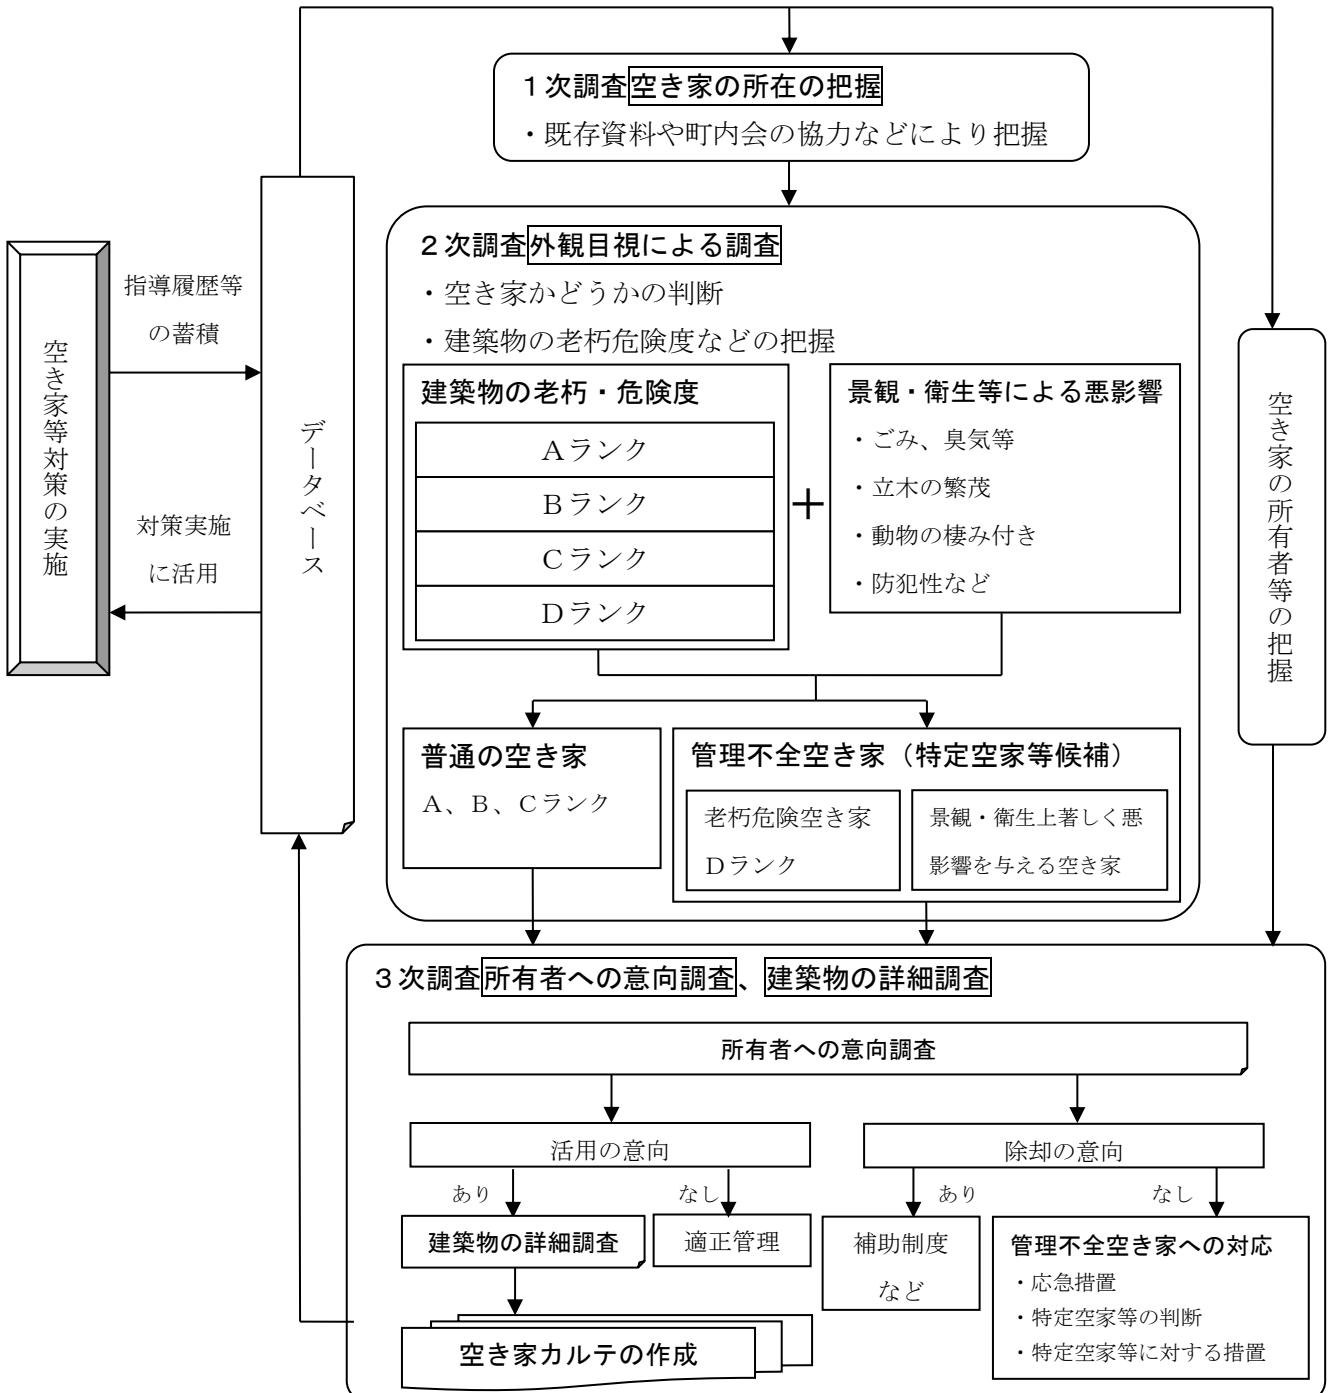 1次調査空き家の所在の把握
・既存資料や町内会の協力などにより把握
2次調査外観目視による調査
・空き家かどうかの判断
・建築物の老朽危険度などの把握
建築物の老朽・危険度
Aランク
Bランク
Cランク
Dランク
＋
景観・衛生等による悪影響
・ごみ、臭気等
・立木の繁茂
・動物の棲み付き
・防犯性など
普通の空き家
A、B、Cランク
管理不全空き家（特定空家等候補）
老朽危険空き家
Dランク
景観・衛生上著しく悪
影響を与える空き家
空き家等対策の実施
指導履歴等
の蓄積
対策実施
に活用
データベース
空き家の所有者等の把握
3次調査所有者への意向調査、建築物の詳細調査
所有者への意向調査
活用の意向
あり
なし
建築物の詳細調査
適正管理
空き家カルテの作成
除却の意向
あり
なし
補助制度
など
管理不全空き家への対応
・応急措置
・特定空家等の判断
・特定空家等に対する措置